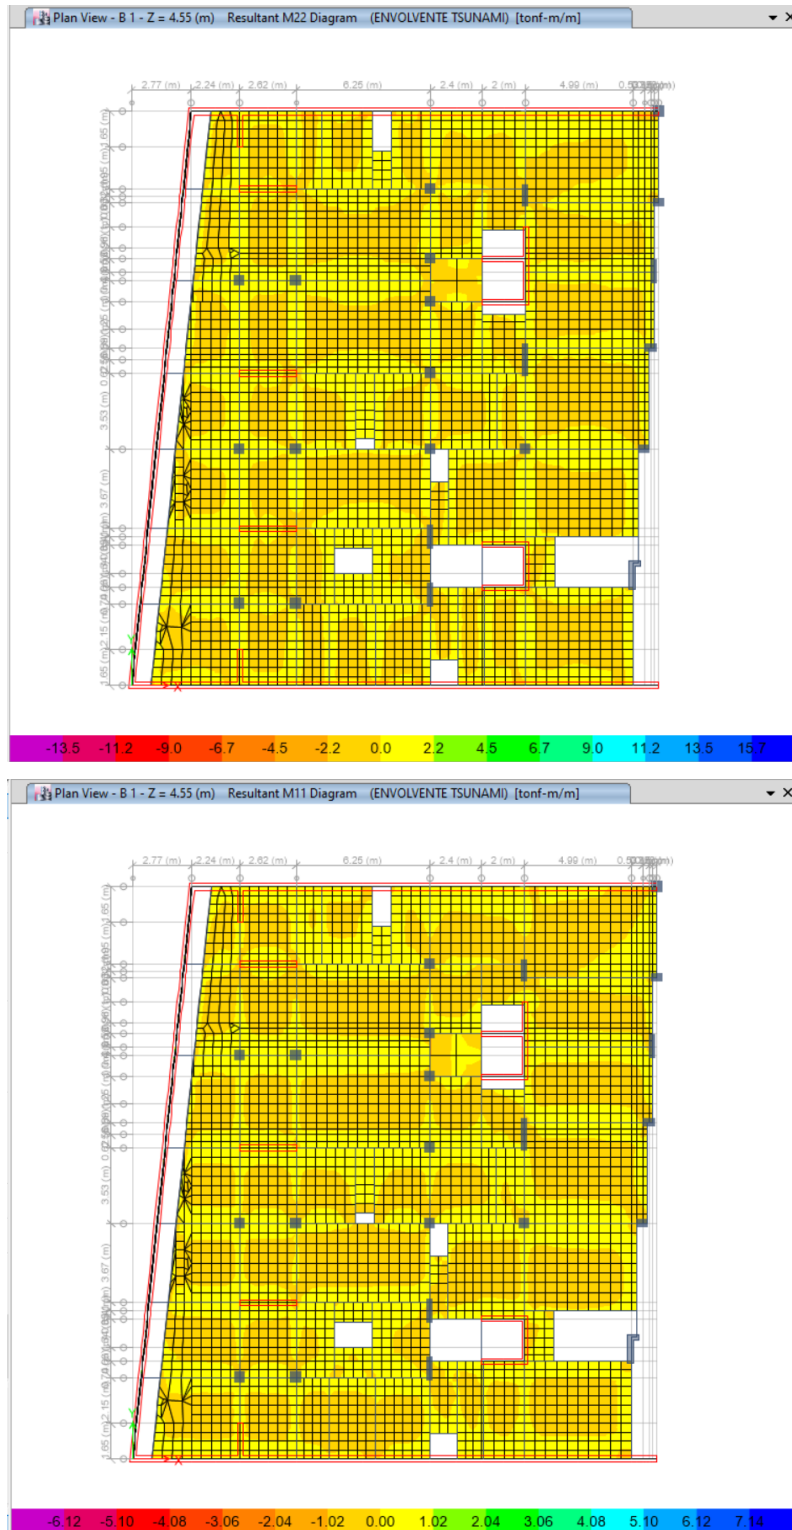 Plan View - B 1 - Z = 4.55 (m)   Resultant M22 Diagram   (ENVOLVENTE TSUNAMI)  [tonf-m/m]
2.77 (m) 2.24 (m) 2.62 (m) 6.25 (m) 2.4 (m) 2 (m) 4.99 (m)
1.65 (m)
3.53 (m)
3.67 (m)
2.15 (m)
1.65 (m)
Y
X
-13.5 -11.2 -9.0 -6.7 -4.5 -2.2 0.0 2.2 4.5 6.7 9.0 11.2 13.5 15.7
Plan View - B 1 - Z = 4.55 (m)   Resultant M11 Diagram   (ENVOLVENTE TSUNAMI)  [tonf-m/m]
2.77 (m) 2.24 (m) 2.62 (m) 6.25 (m) 2.4 (m) 2 (m) 4.99 (m)
1.65 (m)
3.53 (m)
3.67 (m)
2.15 (m)
1.65 (m)
Y
X
-6.12 -5.10 -4.08 -3.06 -2.04 -1.02 0.00 1.02 2.04 3.06 4.08 5.10 6.12 7.14